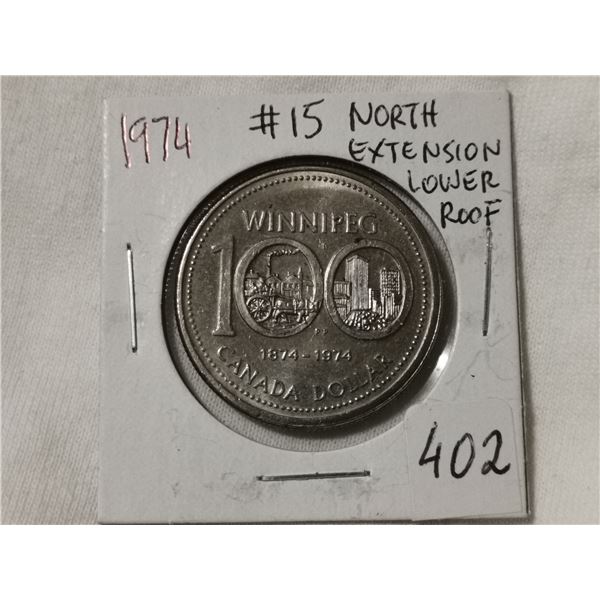 1974
#15 NORTH
EXTENSION
LOWER
ROOF
WINNIPEG
100
1874-1974
CANADA DOLLAR
402